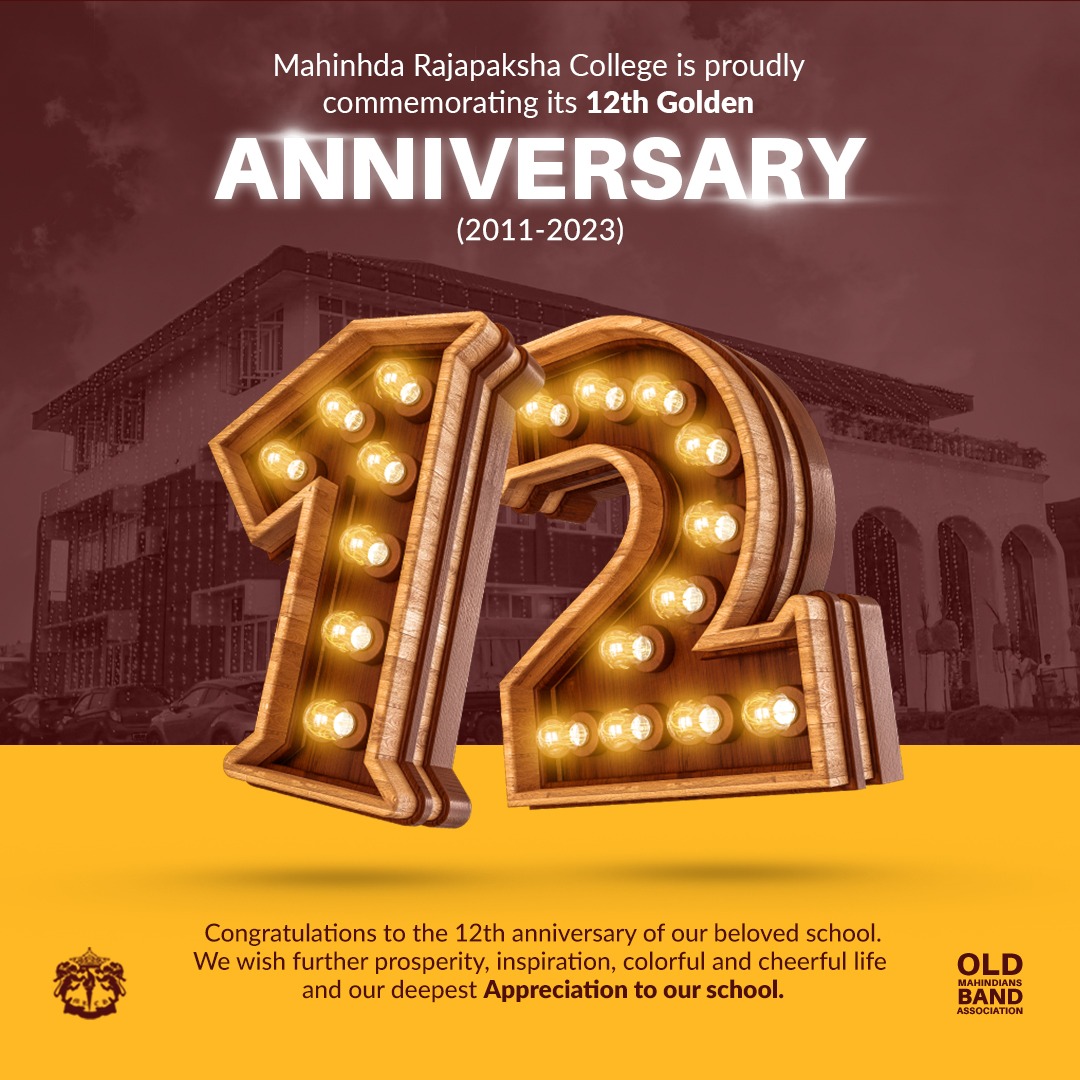 Mahinhda Rajapaksha College is proudly
commemorating its 12th Golden
ANNIVERSARY
(2011-2023)
12
Congratulations to the 12th anniversary of our beloved school.
We wish further prosperity, inspiration, colorful and cheerful life
and our deepest Appreciation to our school.
OLD
MAHINDIANS
BAND
ASSOCIATION